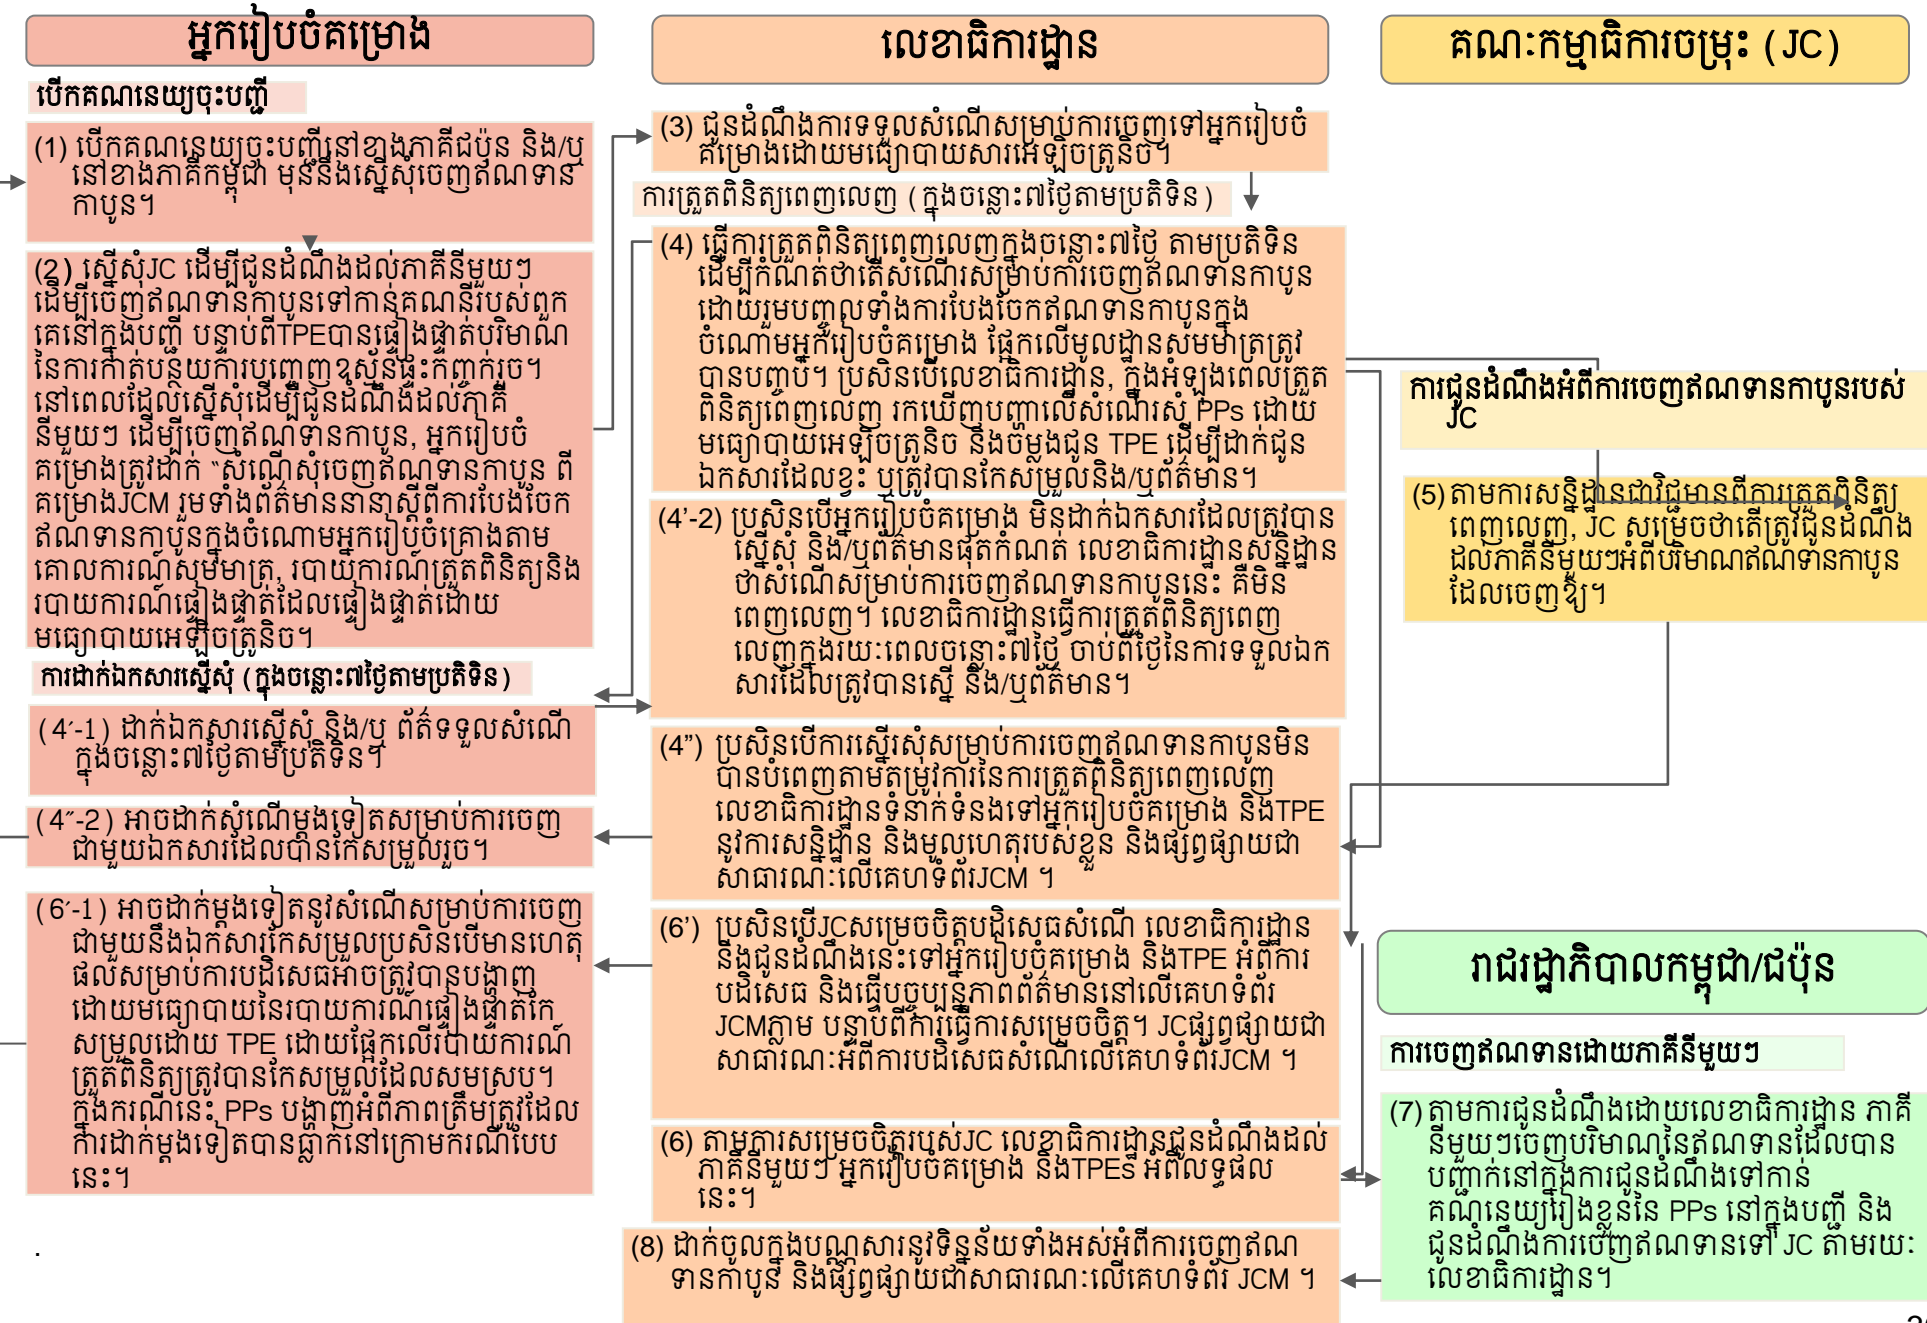 អ្នករៀបចំគម្រោង
បើកគណនេយ្យចុះបញ្ជី
(1) បើកគណនេយ្យចុះបញ្ជីនៅខាងភាគីជប៉ុន និង/ឬ
នៅខាងភាគីកម្ពុជា មុននឹងស្នើសុំចេញឥណទាន
កាបូន។
(2) ស្នើសុំJC ដើម្បីជូនដំណឹងដល់ភាគីនីមួយៗ
ដើម្បីចេញឥណទានកាបូនទៅកាន់គណនីរបស់ពួក
គេនៅក្នុងបញ្ជី បន្ទាប់ពីTPEបានផ្ទៀងផ្ទាត់បរិមាណ
នៃការកាត់បន្ថយការបញ្ចេញឧស្ម័នផ្ទះកញ្ចក់រួច។
នៅពេលដែលស្នើសុំដើម្បីជូនដំណឹងដល់ភាគី
នីមួយៗ ដើម្បីចេញឥណទានកាបូន, អ្នករៀបចំ
គម្រោងត្រូវដាក់ “សំណើសុំចេញឥណទានកាបូន ពី
គម្រោងJCM រួមទាំងព័ត៌មាននានាស្តីពីការបែងចែក
ឥណទានកាបូនក្នុងចំណោមអ្នករៀបចំគ្រោងតាម
គោលការណ៍សមមាត្រ, របាយការណ៍ត្រួតពិនិត្យនិង
របាយការណ៍ផ្ទៀងផ្ទាត់ដែលផ្ទៀងផ្ទាត់ដោយ
មធ្យោបាយអេឡិចត្រូនិច។
ការដាក់ឯកសារស្នើសុំ (ក្នុងចន្លោះ៧ថ្ងៃតាមប្រតិទិន)
(4´-1) ដាក់ឯកសារស្នើសុំ និង/ឬ ព័ត៌ទទួលសំណើ
ក្នុងចន្លោះ៧ថ្ងៃតាមប្រតិទិន។
(4˝-2) អាចដាក់សំណើម្តងទៀតសម្រាប់ការចេញ
ជាមួយឯកសារដែលបានកែសម្រួលរួច។
(6´-1) អាចដាក់ម្តងទៀតនូវសំណើសម្រាប់ការចេញ
ជាមួយនឹងឯកសារកែសម្រួលប្រសិនបើមានហេតុ
ផលសម្រាប់ការបដិសេធអាចត្រូវបានបង្ហាញ
ដោយមធ្យោបាយនៃរបាយការណ៍ផ្ទៀងផ្ទាត់កែ
សម្រួលដោយ TPE ដោយផ្អែកលើរបាយការណ៍
ត្រួតពិនិត្យត្រូវបានកែសម្រួលដែលសមស្រប។
ក្នុងករណីនេះ PPs បង្ហាញអំពីភាពត្រឹមត្រូវដែល
ការដាក់ម្តងទៀតបានធ្លាក់នៅក្រោមករណីបែប
នេះ។
.
លេខាធិការដ្ឋាន
(3) ជូនដំណឹងការទទួលសំណើសម្រាប់ការចេញទៅអ្នករៀបចំ
គម្រោងដោយមធ្យោបាយសារអេឡិចត្រូនិច។
ការត្រួតពិនិត្យពេញលេញ (ក្នុងចន្លោះ៧ថ្ងៃតាមប្រតិទិន)
(4) ធ្វើការត្រួតពិនិត្យពេញលេញក្នុងចន្លោះ៧ថ្ងៃ តាមប្រតិទិន
ដើម្បីកំណត់ថាតើសំណើរសម្រាប់ការចេញឥណទានកាបូន
ដោយរួមបញ្ចូលទាំងការបែងចែកឥណទានកាបូនក្នុង
ចំណោមអ្នករៀបចំគម្រោង ផ្អែកលើមូលដ្ឋានសមមាត្រត្រូវ
បានបញ្ចប់។ ប្រសិនបើលេខាធិការដ្ឋាន, ក្នុងអំឡុងពេលត្រួត
ពិនិត្យពេញលេញ រកឃើញបញ្ហាលើសំណើរសុំ PPs ដោយ
មធ្យោបាយអេឡិចត្រូនិច និងចម្លងជូន TPE ដើម្បីដាក់ជូន
ឯកសារដែលខ្វះ ឬត្រូវបានកែសម្រួលនិង/ឬព័ត៌មាន។
(4’-2) ប្រសិនបើអ្នករៀបចំគម្រោង មិនដាក់ឯកសារដែលត្រូវបាន
ស្នើសុំ និង/ឬព័ត៌មានផុតកំណត់ លេខាធិការដ្ឋានសន្និដ្ឋាន
ថាសំណើសម្រាប់ការចេញឥណទានកាបូននេះ គឺមិន
ពេញលេញ។ លេខាធិការដ្ឋានធ្វើការត្រួតពិនិត្យពេញ
លេញក្នុងរយៈពេលចន្លោះ៧ថ្ងៃ ចាប់ពីថ្ងៃនៃការទទួលឯក
សារដែលត្រូវបានស្នើ និង/ឬព័ត៌មាន។
(4”) ប្រសិនបើការស្នើរសុំសម្រាប់ការចេញឥណទានកាបូនមិន
បានបំពេញតាមតម្រូវការនៃការត្រួតពិនិត្យពេញលេញ
លេខាធិការដ្ឋានទំនាក់ទំនងទៅអ្នករៀបចំគម្រោង និងTPE
នូវការសន្និដ្ឋាន និងមូលហេតុរបស់ខ្លួន និងផ្សព្វផ្សាយជា
សាធារណៈលើគេហទំព័រJCM ។
(6’) ប្រសិនបើJCសម្រេចចិត្តបដិសេធសំណើ លេខាធិការដ្ឋាន
នឹងជូនដំណឹងនេះទៅអ្នករៀបចំគម្រោង និងTPE អំពីការ
បដិសេធ និងធ្វើបច្ចុប្បន្នភាពព័ត៌មាននៅលើគេហទំព័រ
JCMភ្លាម បន្ទាប់ពីការធ្វើការសម្រេចចិត្ត។ JCផ្សព្វផ្សាយជា
សាធារណៈអំពីការបដិសេធសំណើលើគេហទំព័រJCM ។
(6) តាមការសម្រេចចិត្តរបស់JC លេខាធិការដ្ឋានជូនដំណឹងដល់
ភាគីនីមួយៗ អ្នករៀបចំគម្រោង និងTPEs អំពីលទ្ធផល
នេះ។
(8) ដាក់ចូលក្នុងបណ្ណសារនូវទិន្នន័យទាំងអស់អំពីការចេញឥណ
ទានកាបូន និងផ្សព្វផ្សាយជាសាធារណៈលើគេហទំព័រ JCM ។
គណៈកម្មាធិការចម្រុះ (JC)
ការជូនដំណឹងអំពីការចេញឥណទានកាបូនរបស់
JC
(5) តាមការសន្និដ្ឋានជាវិជ្ជមានពីការត្រួតពិនិត្យ
ពេញលេញ, JC សម្រេចថាតើត្រូវជូនដំណឹង
ដល់ភាគីនីមួយៗអំពីបរិមាណឥណទានកាបូន
ដែលចេញឱ្យ។
រាជរដ្ឋាភិបាលកម្ពុជា/ជប៉ុន
ការចេញឥណទានដោយភាគីនីមួយៗ
(7) តាមការជូនដំណឹងដោយលេខាធិការដ្ឋាន ភាគី
នីមួយៗចេញបរិមាណនៃឥណទានដែលបាន
បញ្ជាក់នៅក្នុងការជូនដំណឹងទៅកាន់
គណនេយ្យរៀងខ្លួននៃ PPs នៅក្នុងបញ្ជី និង
ជូនដំណឹងការចេញឥណទានទៅ JC តាមរយៈ
លេខាធិការដ្ឋាន។